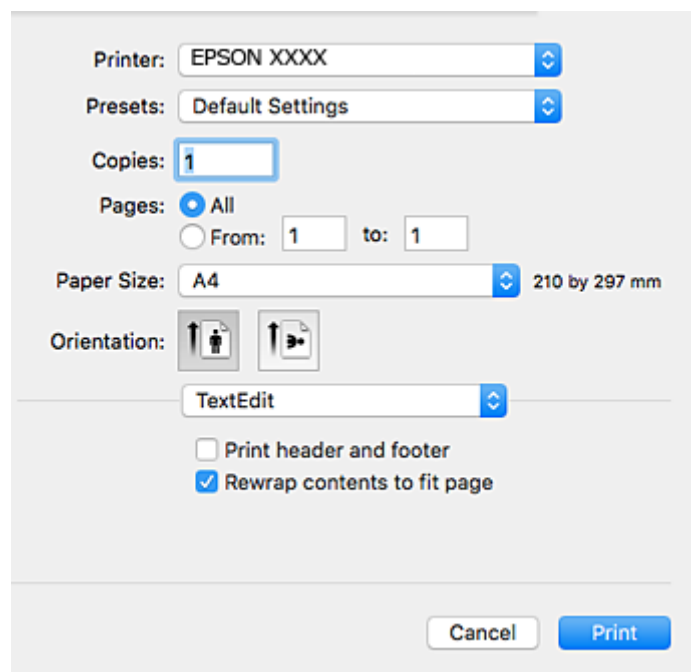 Printer: EPSON XXXX
Presets: Default Settings
Copies: 1
Pages: All
From: 1 to: 1
Paper Size: A4 210 by 297 mm
Orientation:
TextEdit
Print header and footer
Rewrap contents to fit page
Cancel Print